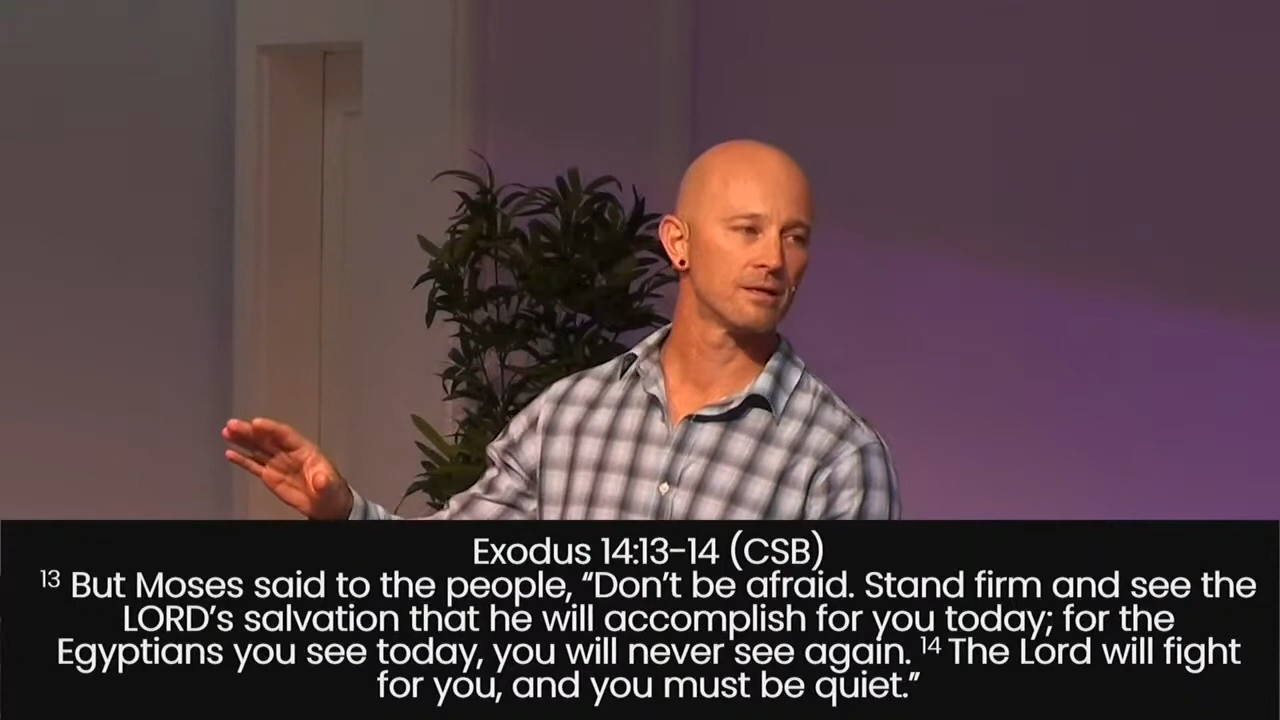 Exodus 14:13-14 (CSB)
13 But Moses said to the people, “Don’t be afraid. Stand firm and see the
LORD’s salvation that he will accomplish for you today; for the
Egyptians you see today, you will never see again. 14 The Lord will fight
for you, and you must be quiet.”